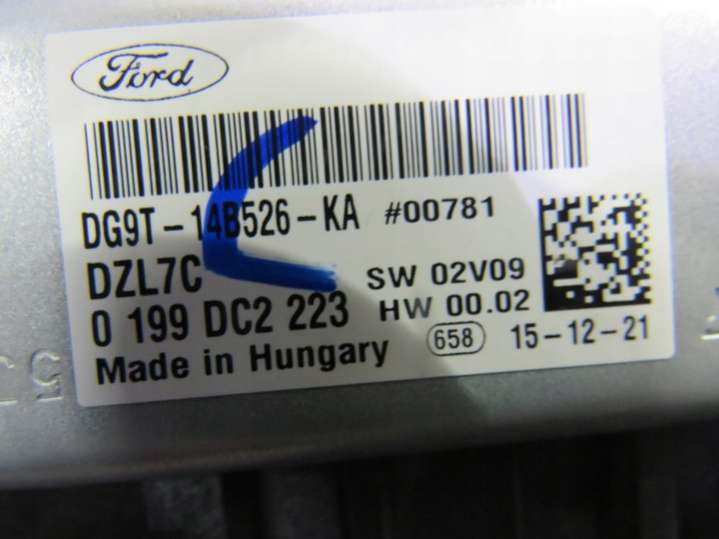 Ford
DG9T-14B526-KA #00781
DZL7C SW 02V09
0 199 DC2 223 HW 00.02
Made in Hungary 658 15-12-21